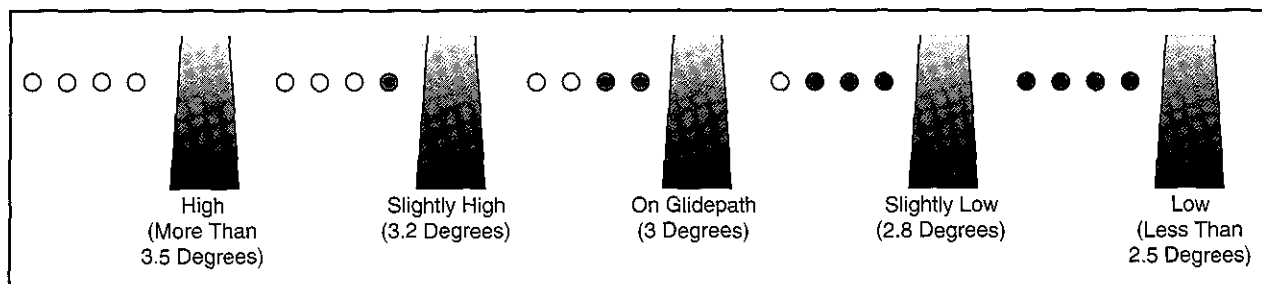 High
(More Than
3.5 Degrees)
Slightly High
(3.2 Degrees)
On Glidepath
(3 Degrees)
Slightly Low
(2.8 Degrees)
Low
(Less Than
2.5 Degrees)